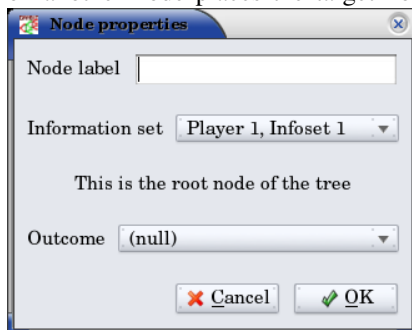 Node properties
Node label
Information set Player 1, Infoset 1
This is the root node of the tree
Outcome (null)
Cancel OK